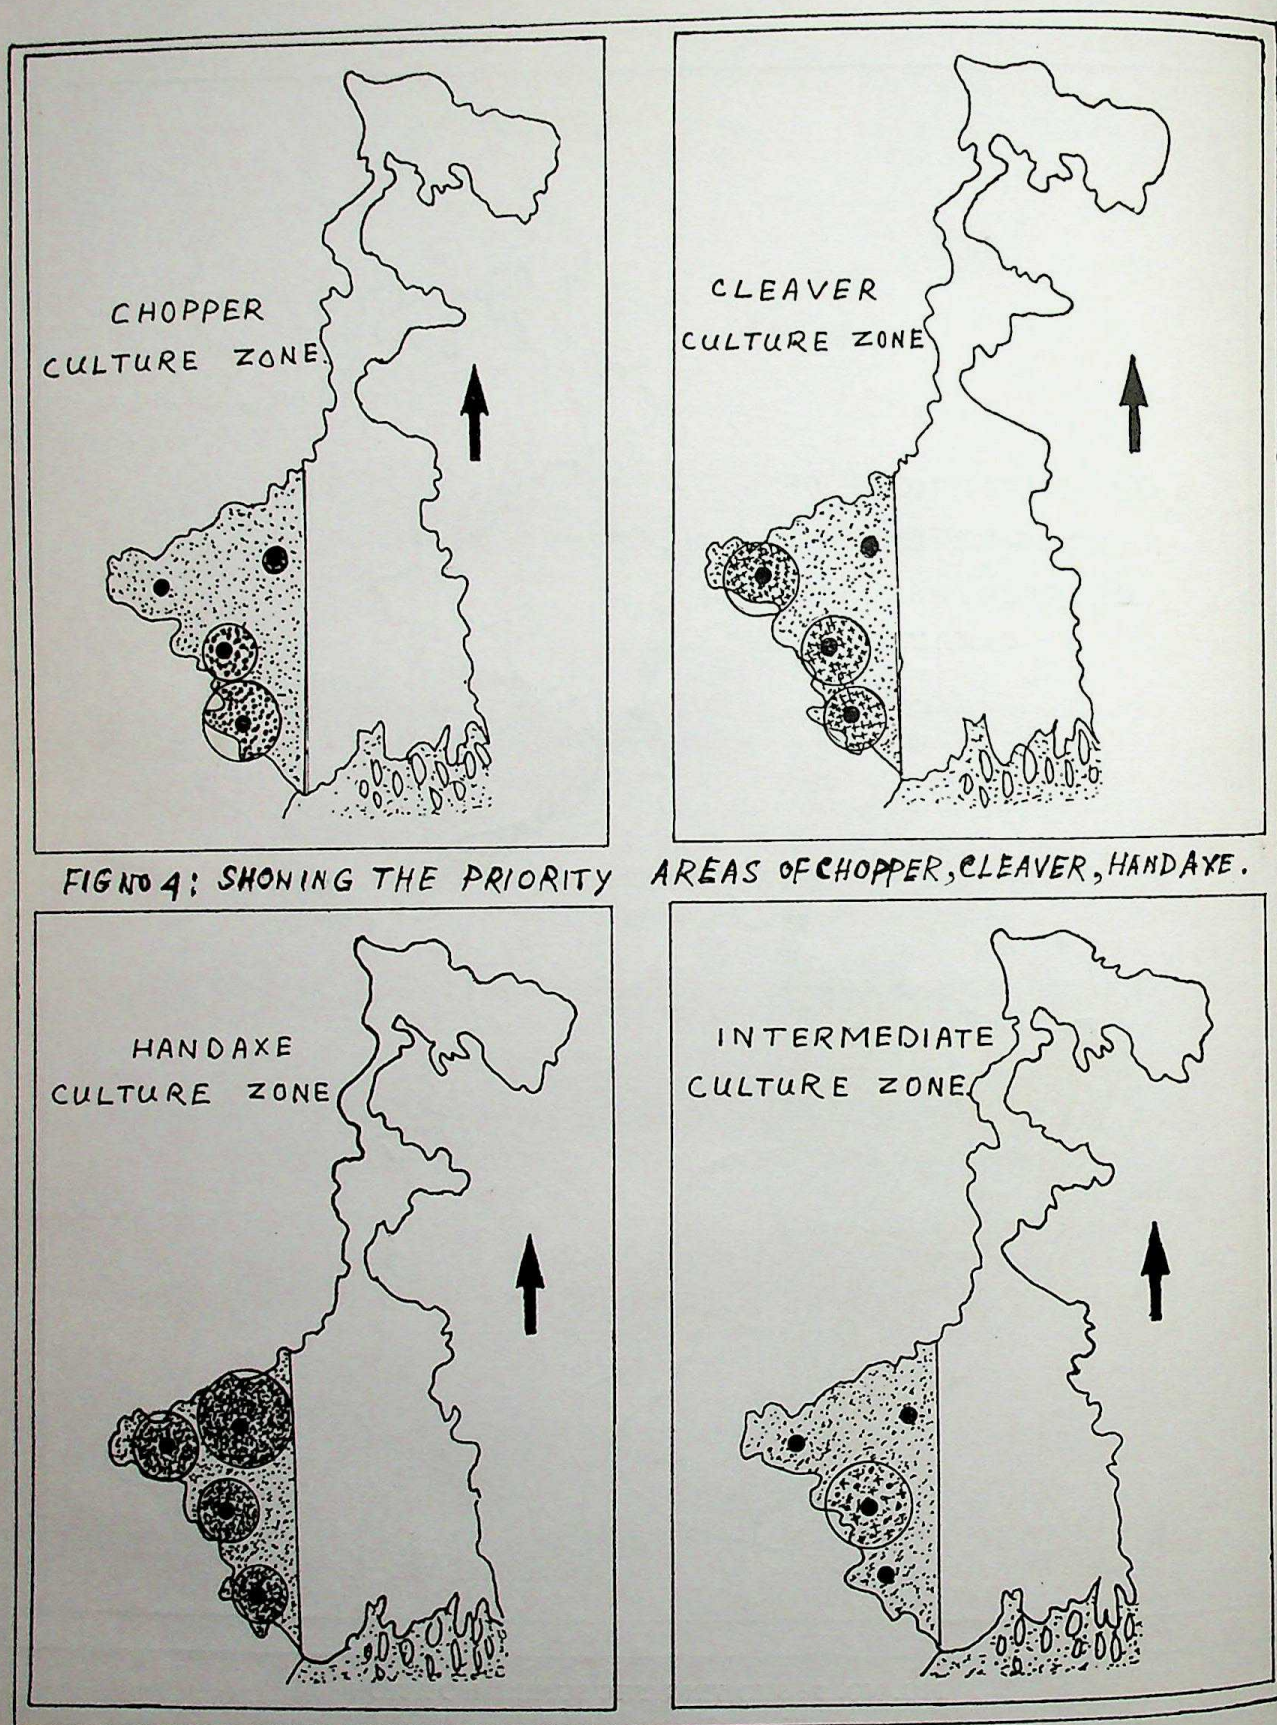 CHOPPER
CULTURE ZONE.
CLEAVER
CULTURE ZONE
FIG NO 4: SHONING THE PRIORITY AREAS OF CHOPPER, CLEAVER, HANDAXE.
HANDAXE
CULTURE ZONE
INTERMEDIATE
CULTURE ZONE